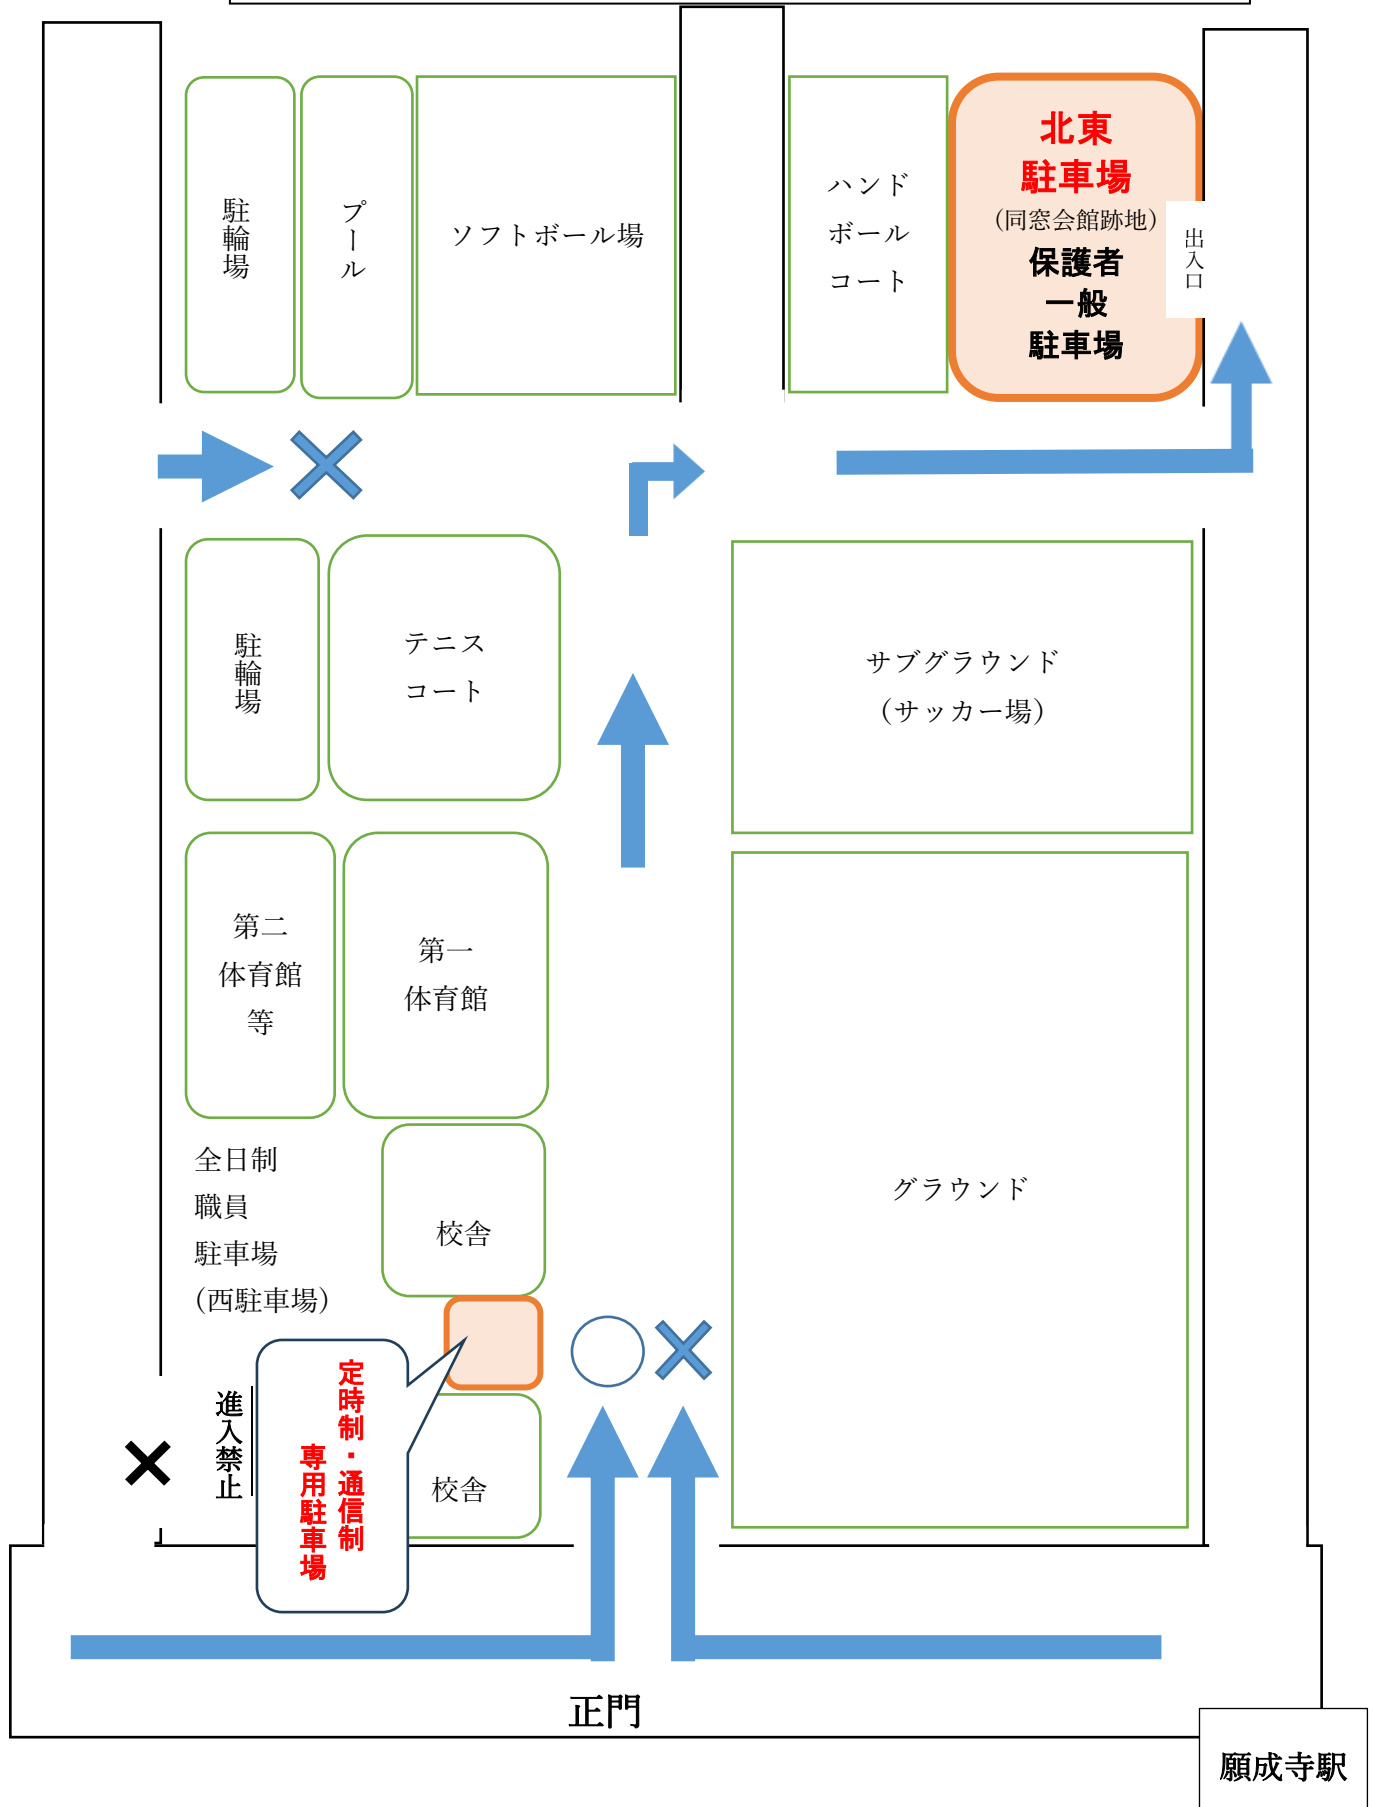 駐輪場
プール
ソフトボール場
ハンド
ボール
コート
北東
駐車場
(同窓会館跡地)
保護者
一般
駐車場
出入口
駐輪場
テニス
コート
サブグラウンド
(サッカー場)
第二
体育館
等
第一
体育館
全日制
職員
駐車場
(西駐車場)
校舎
グラウンド
進入禁止
定時制・通信制
専用駐車場
校舎
正門
願成寺駅